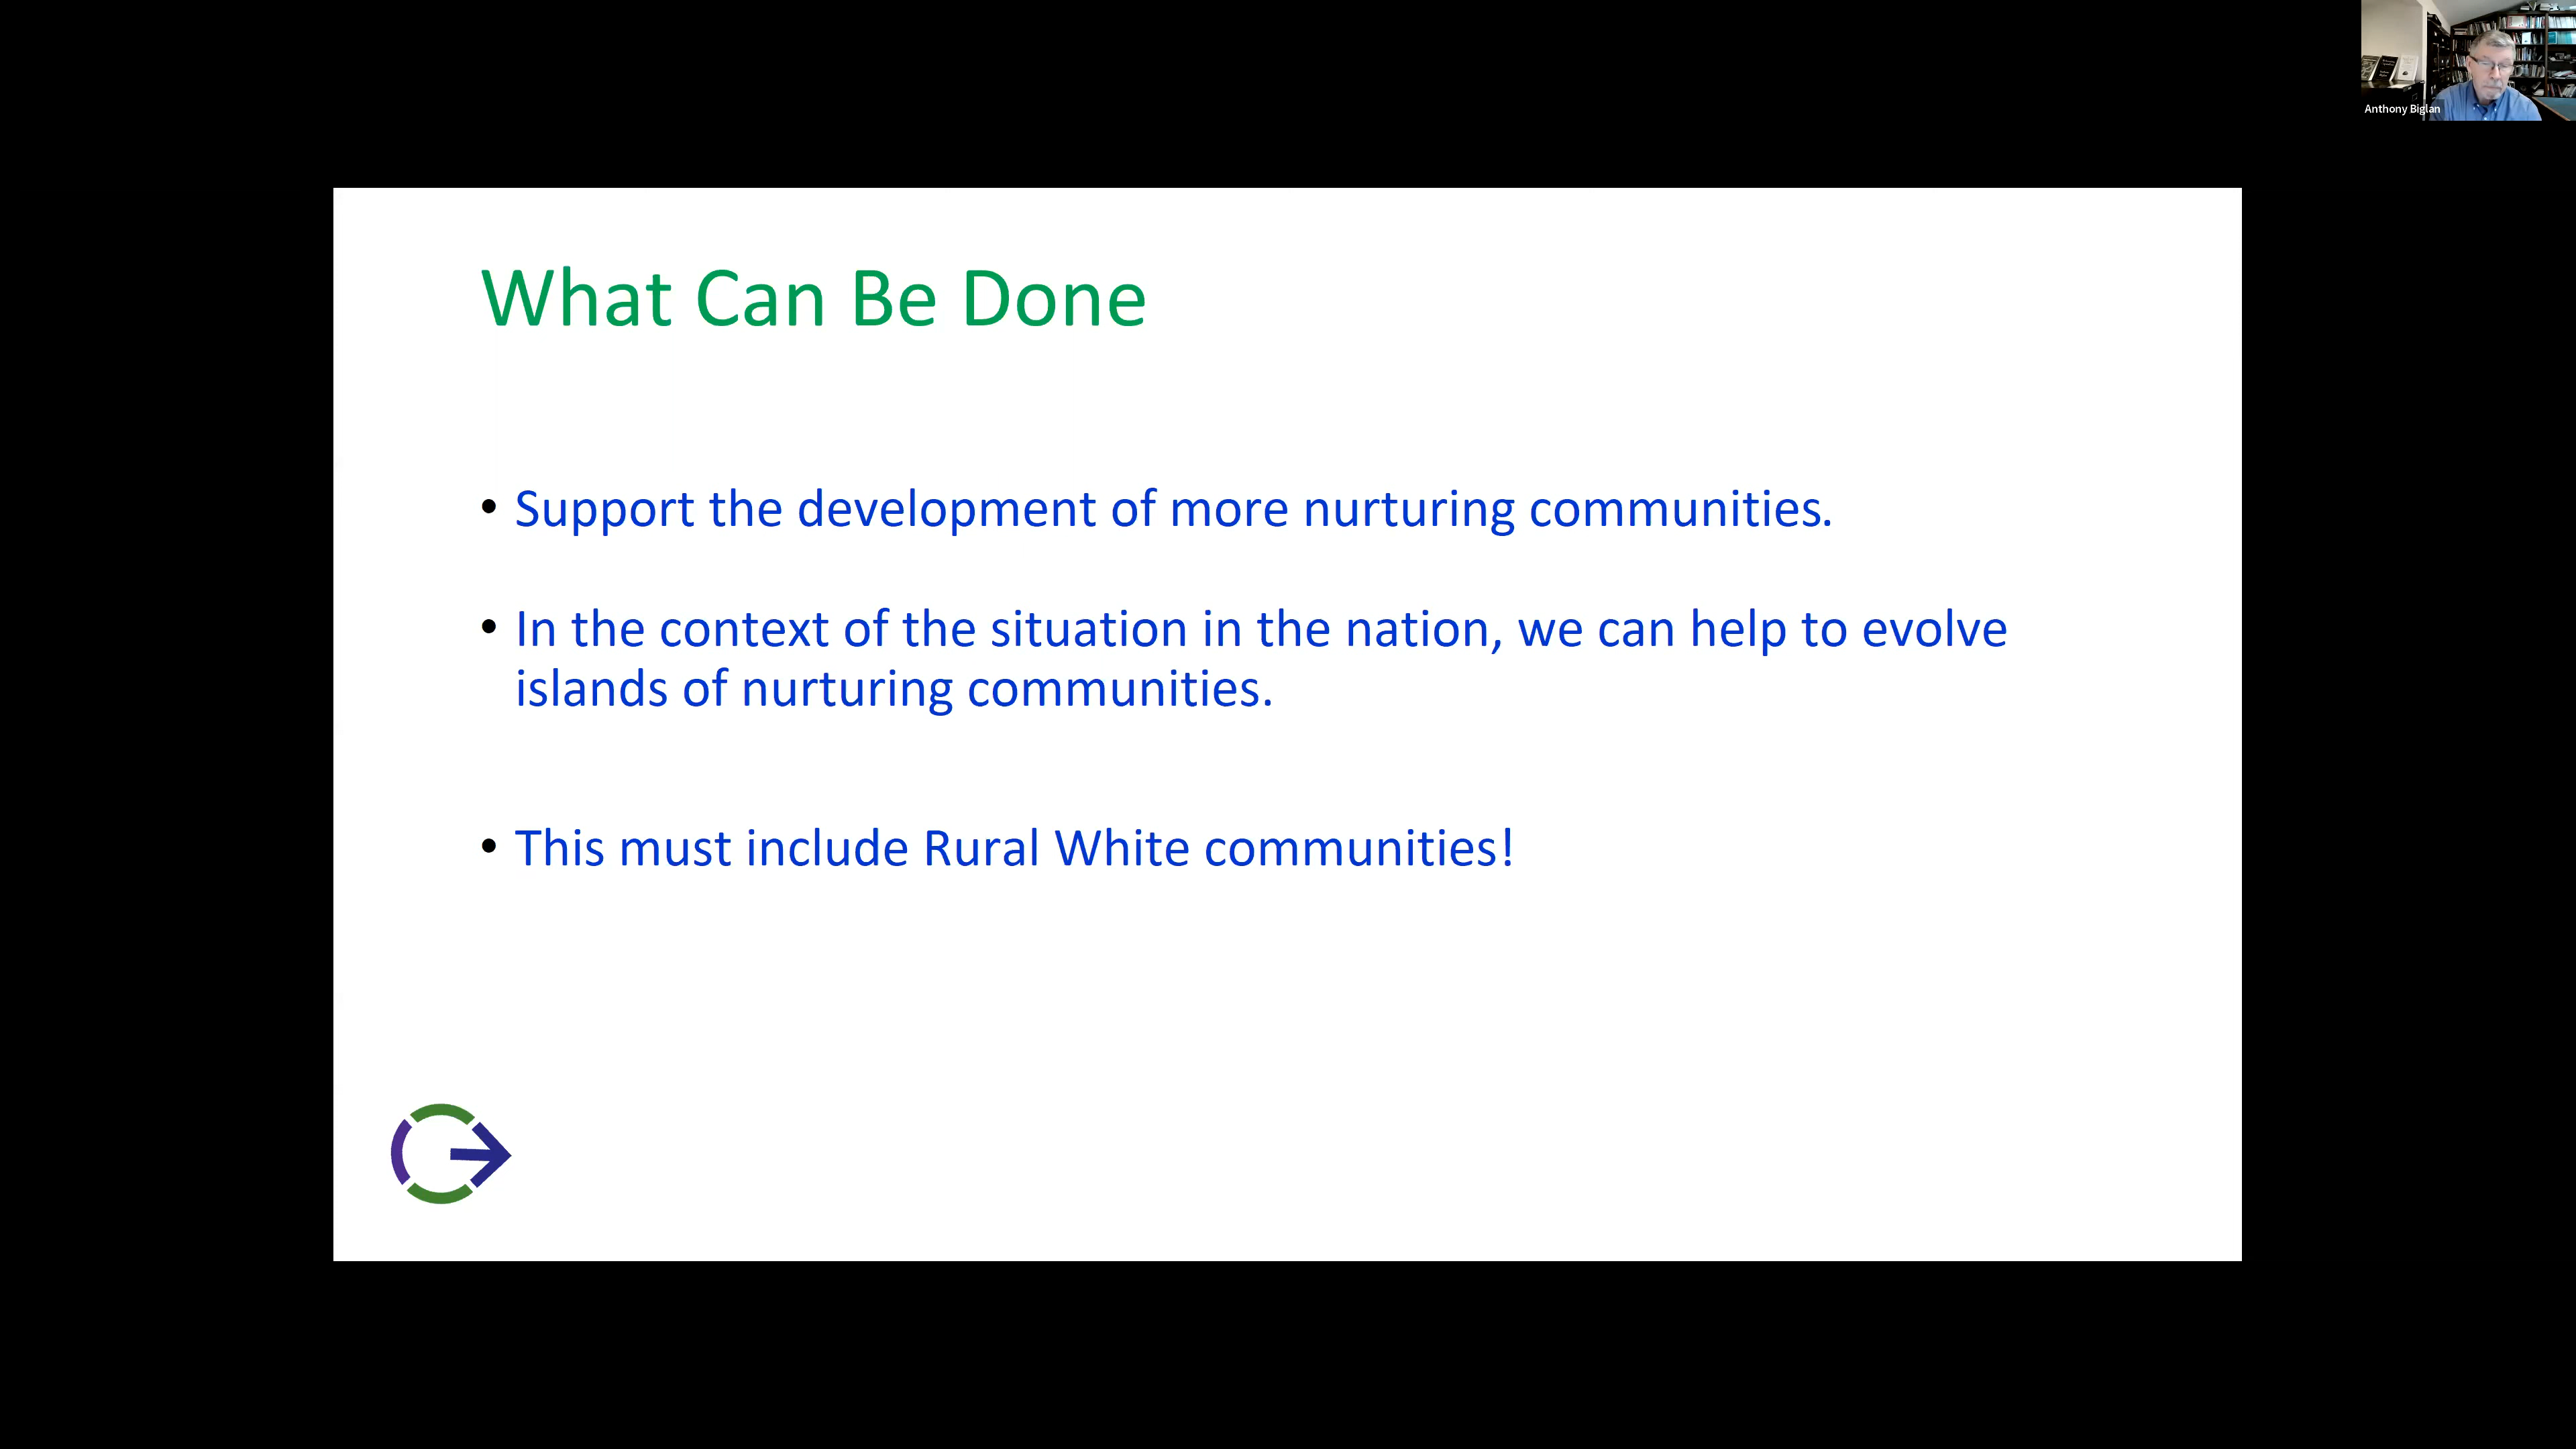 Anthony Biglan
What Can Be Done
• Support the development of more nurturing communities.
• In the context of the situation in the nation, we can help to evolve
islands of nurturing communities.
• This must include Rural White communities!